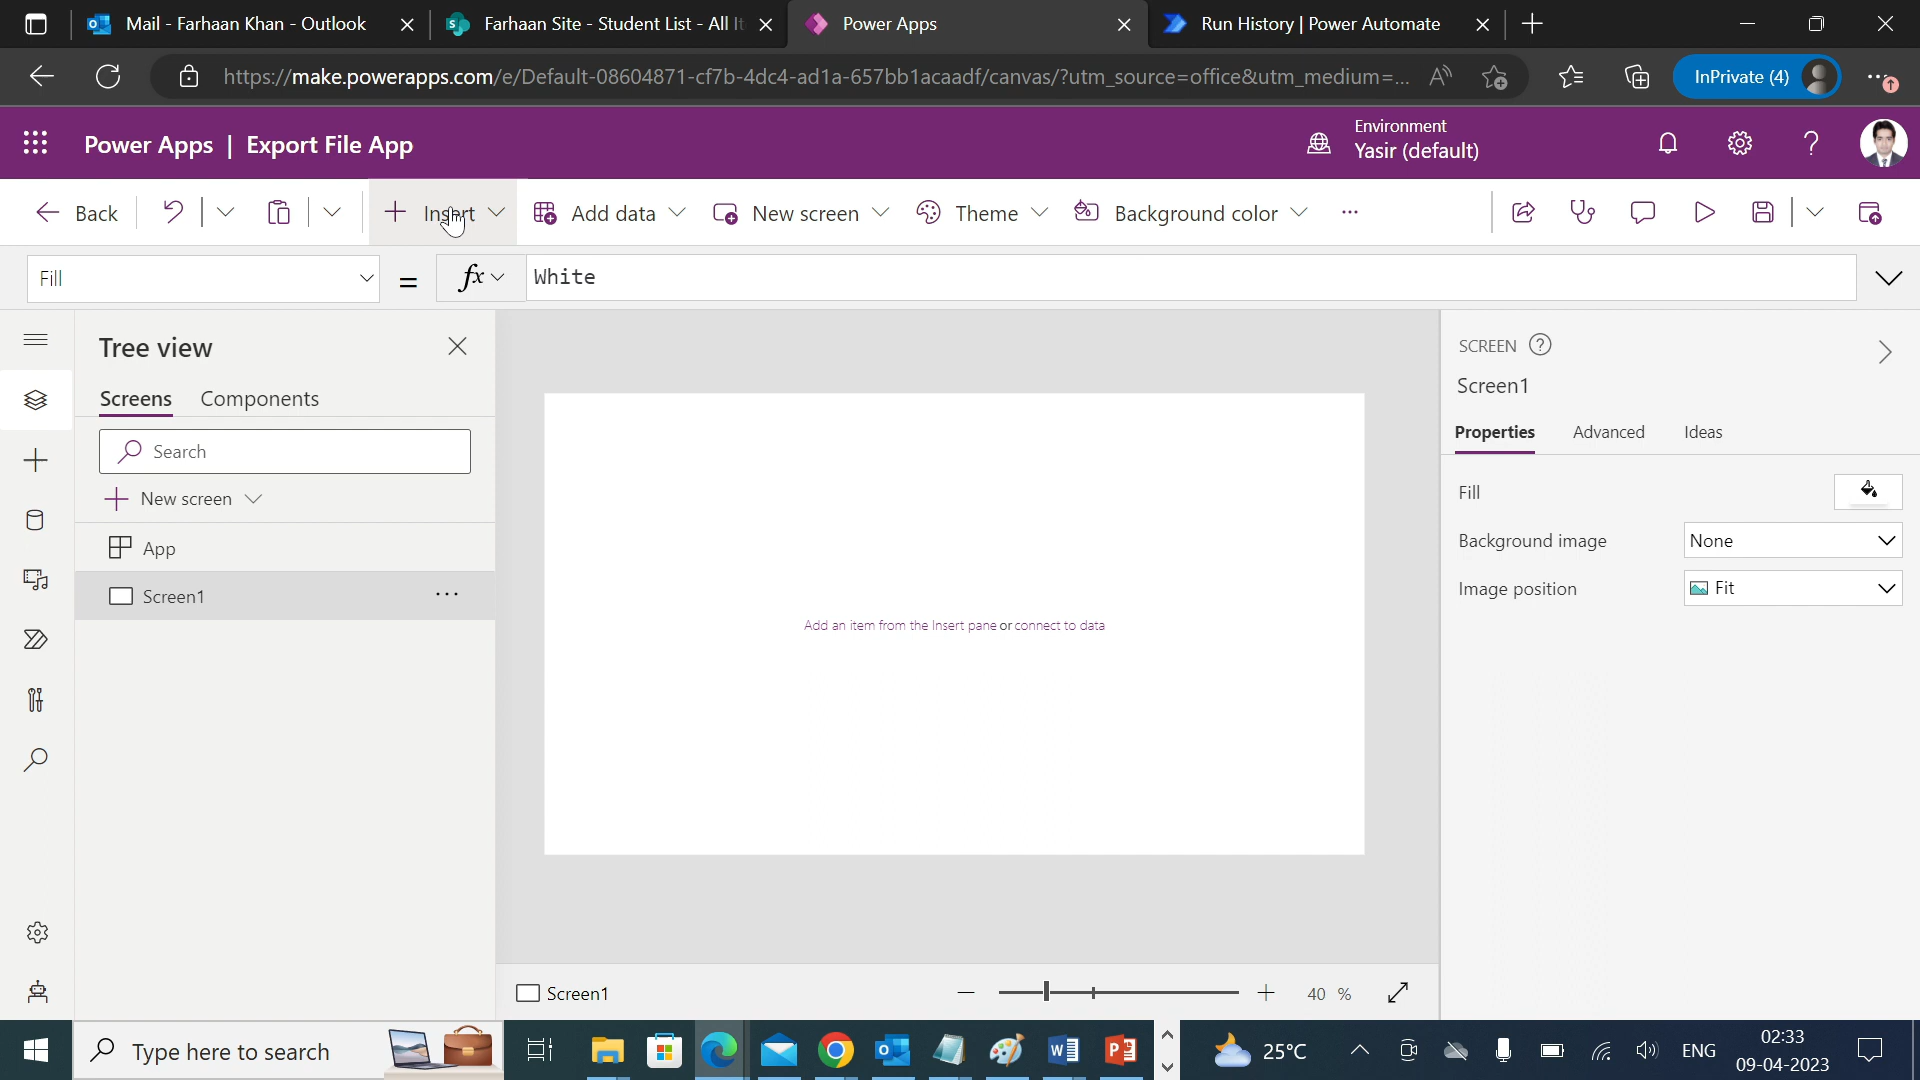 Mail - Farhaan Khan - Outlook
Farhaan Site - Student List - All It
Power Apps
Run History | Power Automate
https://make.powerapps.com/e/Default-08604871-cf7b-4dc4-ad1a-657bb1acaadf/canvas/?utm_source=office&utm_medium=...
InPrivate (4)
Power Apps | Export File App
Environment
Yasir (default)
Back
Insert
Add data
New screen
Theme
Background color
Fill
=
fx
White
Tree view
Screens
Components
Search
New screen
App
Screen1
Add an item from the Insert pane or connect to data
SCREEN
Screen1
Properties
Advanced
Ideas
Fill
Background image
None
Image position
Fit
Screen1
40 %
Type here to search
25°C
ENG
02:33
09-04-2023